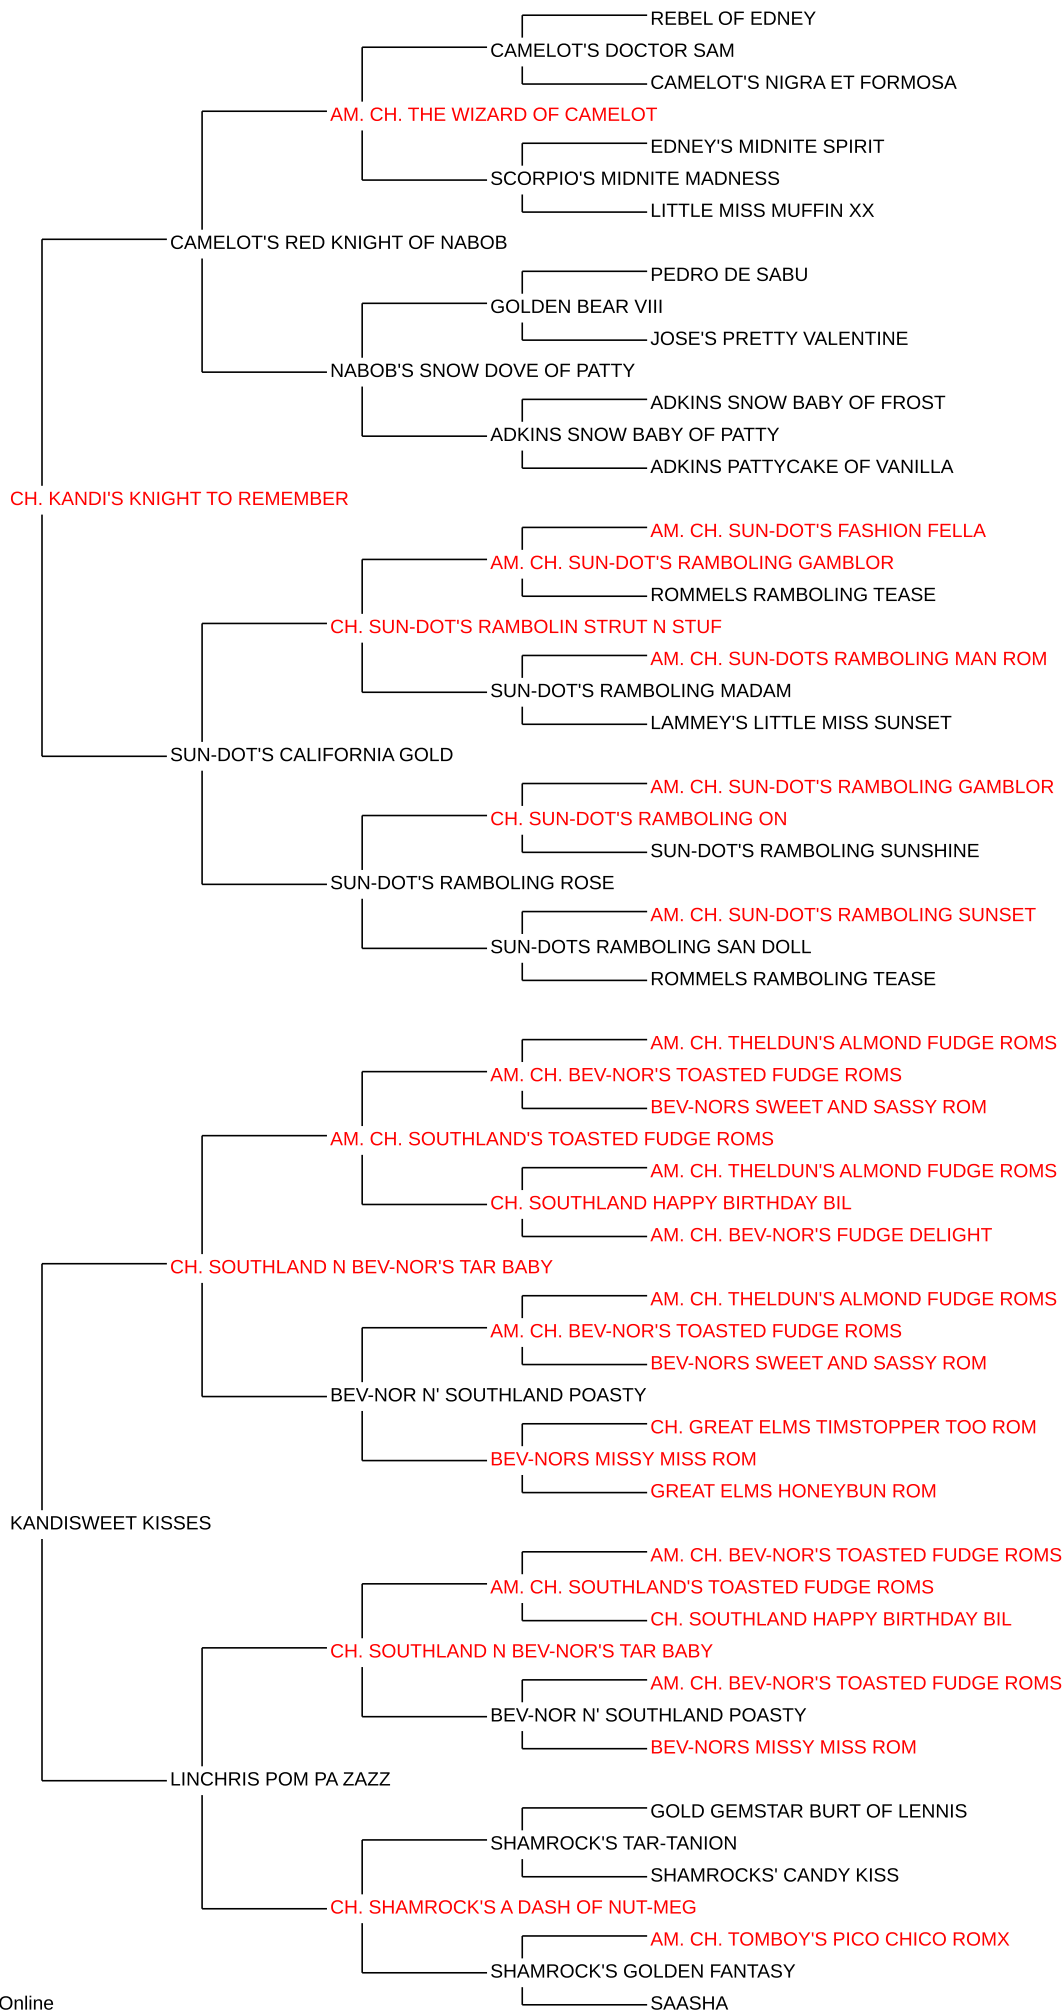 REBEL OF EDNEY
CAMELOT'S DOCTOR SAM
CAMELOT'S NIGRA ET FORMOSA
AM. CH. THE WIZARD OF CAMELOT
EDNEY'S MIDNITE SPIRIT
SCORPIO'S MIDNITE MADNESS
LITTLE MISS MUFFIN XX
CAMELOT'S RED KNIGHT OF NABOB
PEDRO DE SABU
GOLDEN BEAR VIII
JOSE'S PRETTY VALENTINE
NABOB'S SNOW DOVE OF PATTY
ADKINS SNOW BABY OF FROST
ADKINS SNOW BABY OF PATTY
ADKINS PATTYCAKE OF VANILLA
CH. KANDI'S KNIGHT TO REMEMBER
AM. CH. SUN-DOT'S FASHION FELLA
AM. CH. SUN-DOT'S RAMBOLING GAMBLOR
ROMMELS RAMBOLING TEASE
CH. SUN-DOT'S RAMBOLIN STRUT N STUF
AM. CH. SUN-DOTS RAMBOLING MAN ROM
SUN-DOT'S RAMBOLING MADAM
LAMMEY'S LITTLE MISS SUNSET
SUN-DOT'S CALIFORNIA GOLD
AM. CH. SUN-DOT'S RAMBOLING GAMBLOR
CH. SUN-DOT'S RAMBOLING ON
SUN-DOT'S RAMBOLING SUNSHINE
SUN-DOT'S RAMBOLING ROSE
AM. CH. SUN-DOT'S RAMBOLING SUNSET
SUN-DOTS RAMBOLING SAN DOLL
ROMMELS RAMBOLING TEASE
AM. CH. THELDUN'S ALMOND FUDGE ROMS
AM. CH. BEV-NOR'S TOASTED FUDGE ROMS
BEV-NORS SWEET AND SASSY ROM
AM. CH. SOUTHLAND'S TOASTED FUDGE ROMS
AM. CH. THELDUN'S ALMOND FUDGE ROMS
CH. SOUTHLAND HAPPY BIRTHDAY BIL
AM. CH. BEV-NOR'S FUDGE DELIGHT
CH. SOUTHLAND N BEV-NOR'S TAR BABY
AM. CH. THELDUN'S ALMOND FUDGE ROMS
AM. CH. BEV-NOR'S TOASTED FUDGE ROMS
BEV-NORS SWEET AND SASSY ROM
BEV-NOR N' SOUTHLAND POASTY
CH. GREAT ELMS TIMSTOPPER TOO ROM
BEV-NORS MISSY MISS ROM
GREAT ELMS HONEYBUN ROM
KANDISWEET KISSES
AM. CH. BEV-NOR'S TOASTED FUDGE ROMS
AM. CH. SOUTHLAND'S TOASTED FUDGE ROMS
CH. SOUTHLAND HAPPY BIRTHDAY BIL
CH. SOUTHLAND N BEV-NOR'S TAR BABY
AM. CH. BEV-NOR'S TOASTED FUDGE ROMS
BEV-NOR N' SOUTHLAND POASTY
BEV-NORS MISSY MISS ROM
LINCHRIS POM PA ZAZZ
GOLD GEMSTAR BURT OF LENNIS
SHAMROCK'S TAR-TANION
SHAMROCKS' CANDY KISS
CH. SHAMROCK'S A DASH OF NUT-MEG
AM. CH. TOMBOY'S PICO CHICO ROMX
SHAMROCK'S GOLDEN FANTASY
SAASHA
Online